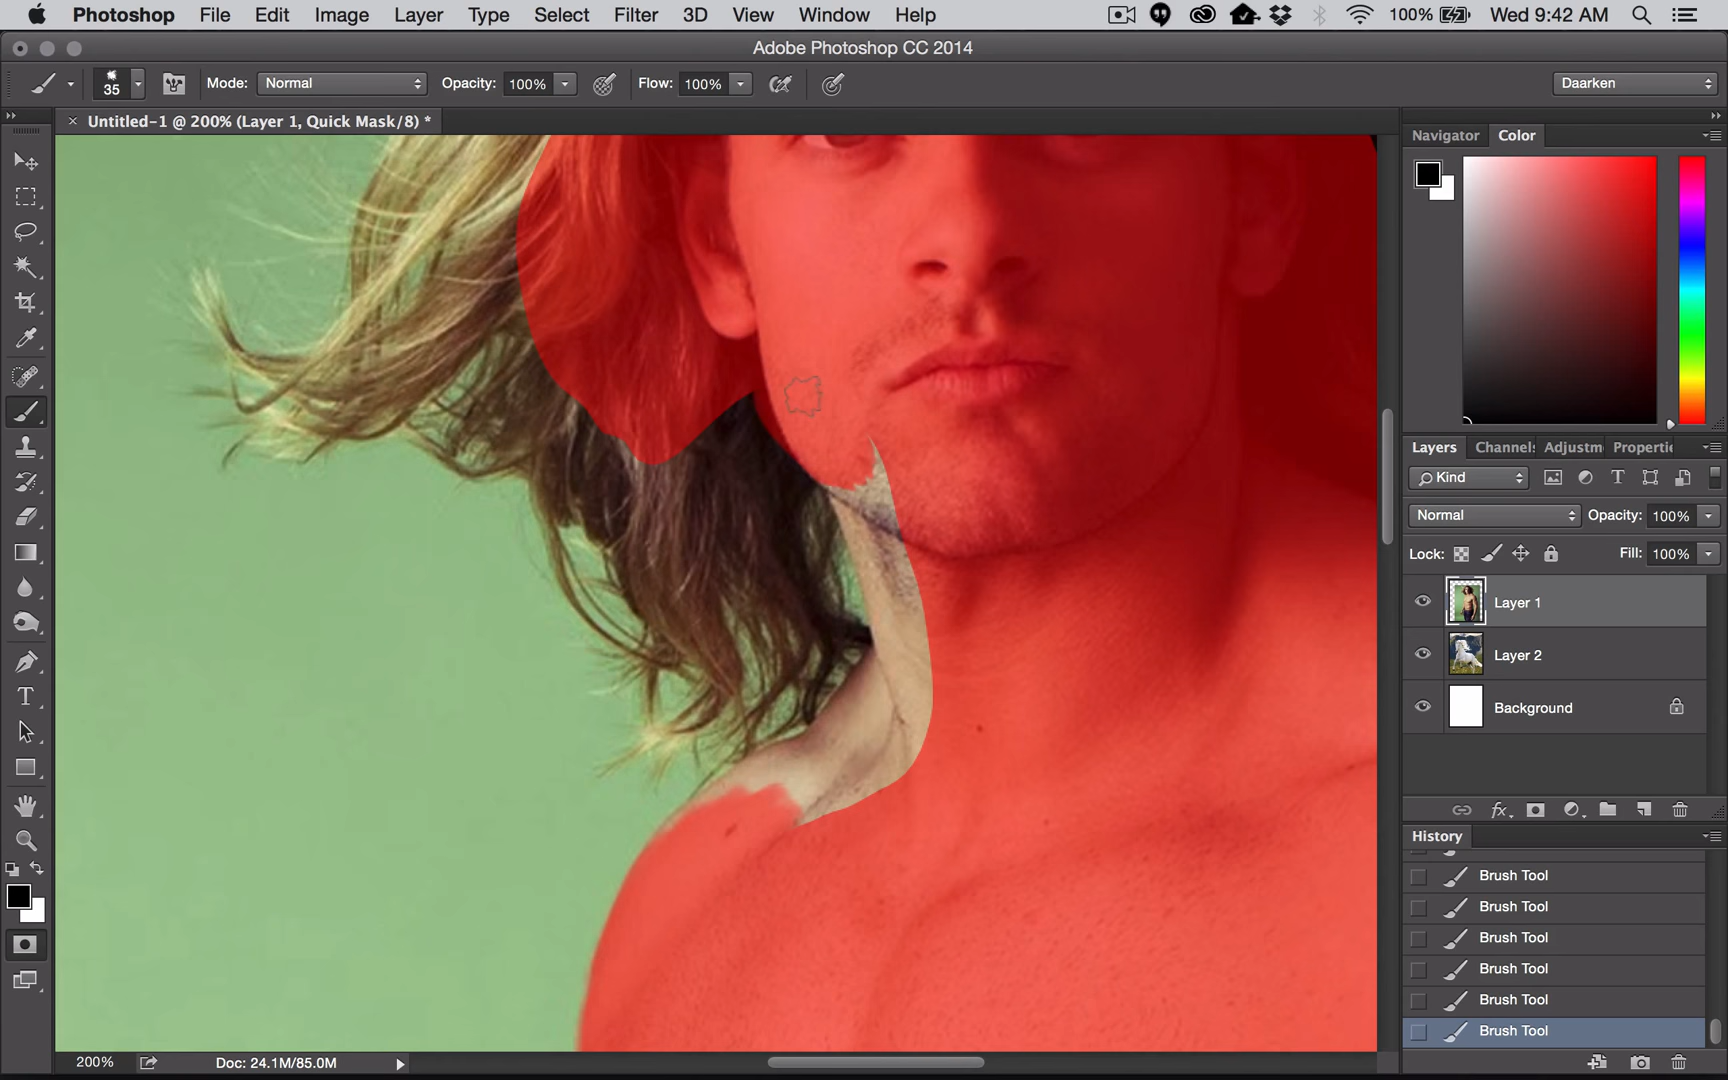 Photoshop File Edit Image Layer Type Select Filter 3D View Window Help 100% Wed 9:42 AM
Adobe Photoshop CC 2014
35 Mode: Normal Opacity: 100% Flow: 100% Daarken
× Untitled-1 @ 200% (Layer 1, Quick Mask/8) *
Navigator Color
Layers Channels Adjustm Properti
Kind T
Normal Opacity: 100%
Lock: Fill: 100%
Layer 1
Layer 2
Background
fx
History
Brush Tool
Brush Tool
Brush Tool
Brush Tool
Brush Tool
Brush Tool
T
200% Doc: 24.1M/85.0M